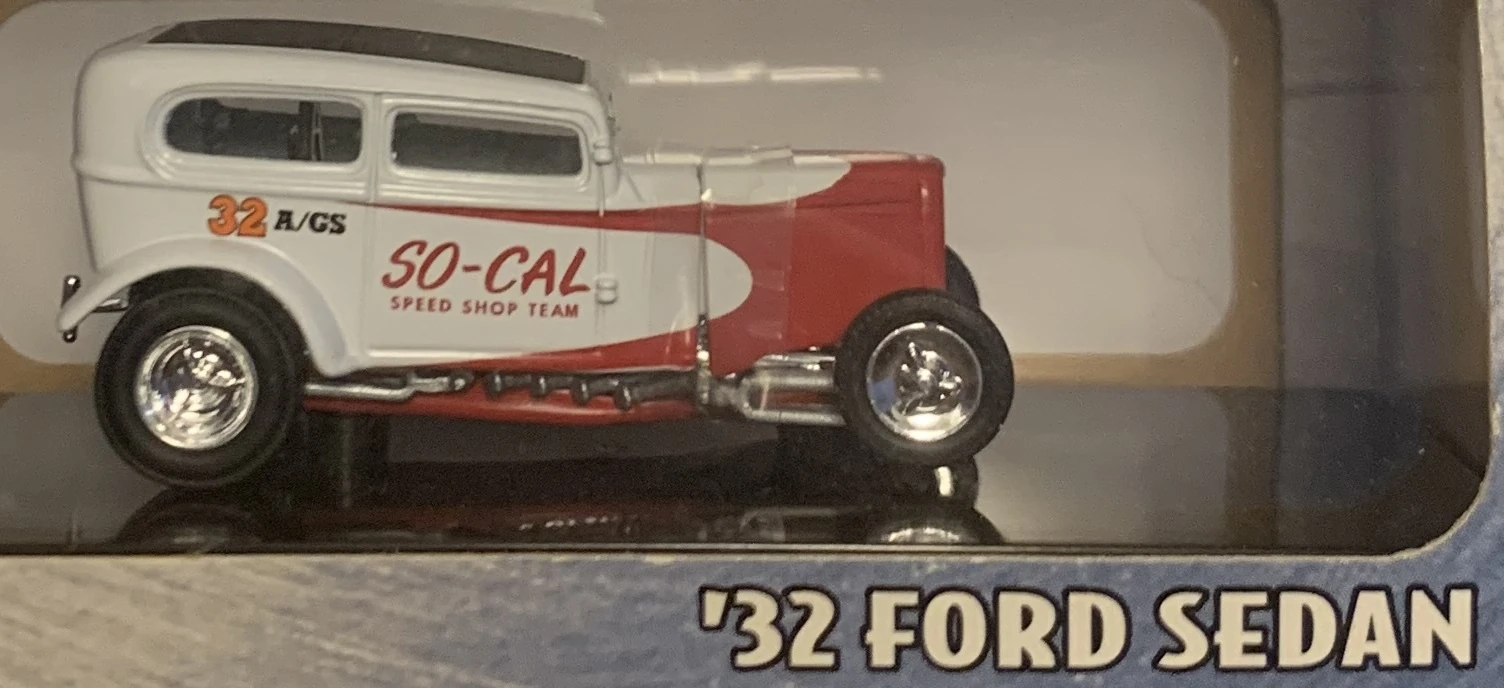 32 A/GS
SO-CAL
SPEED SHOP TEAM
'32 FORD SEDAN